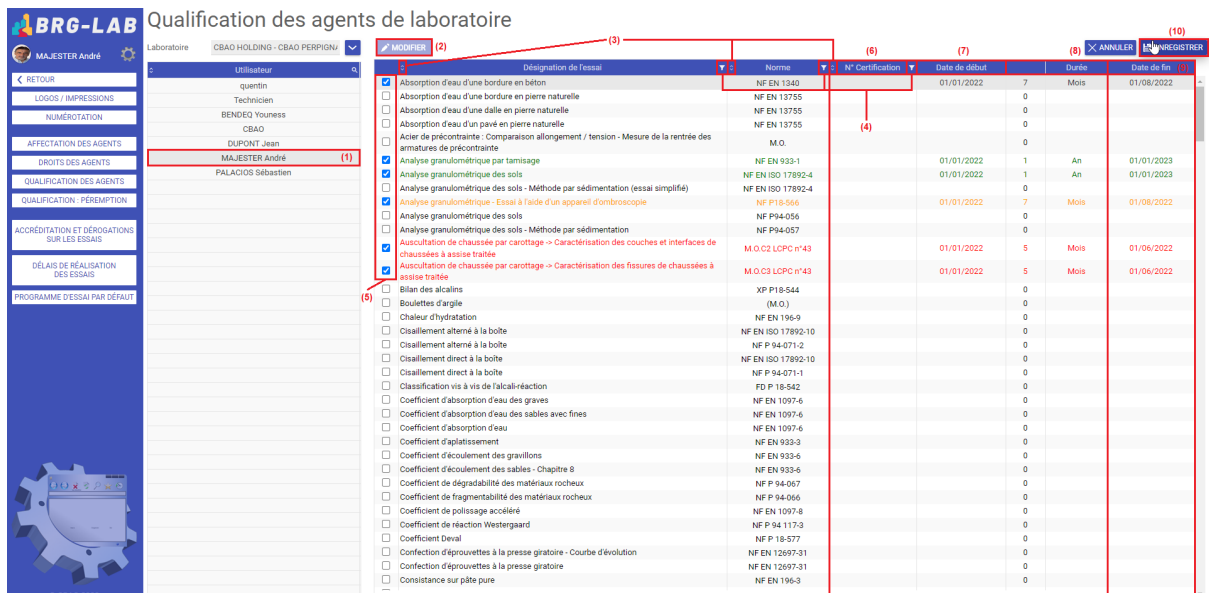 BRG-LAB
Qualification des agents de laboratoire
MAJESTER André
Laboratoire CBAO HOLDING - CBAO PERPIGN
MODIFIER (2)
(3)
(6)
(7)
(8)
(10)
ANNULER
ENREGISTRER
RETOUR
LOGOS / IMPRESSIONS
NUMÉROTATION
AFFECTATION DES AGENTS
DROITS DES AGENTS
QUALIFICATION DES AGENTS
QUALIFICATION : PÉREMPTION
ACCRÉDITATION ET DÉROGATIONS
SUR LES ESSAIS
DÉLAIS DE RÉALISATION
DES ESSAIS
PROGRAMME D'ESSAI PAR DÉFAUT
Utilisateur
quentin
Technicien
BENDEQ Youness
CBAO
DUPONT Jean
MAJESTER André (1)
PALACIOS Sébastien
Désignation de l'essai Norme N° Certification Date de début Durée Date de fin
Absorption d'eau d'une bordure en béton NF EN 1340 01/01/2022 7 Mois 01/08/2022
Absorption d'eau d'une bordure en pierre naturelle NF EN 13755 0
Absorption d'eau d'une dalle en pierre naturelle NF EN 13755 0
Absorption d'eau d'un pavé en pierre naturelle NF EN 13755 0
(4)
Acier de précontrainte : Comparaison allongement / tension - Mesure de la rentrée des
armatures de précontrainte M.O. 0
Analyse granulométrique par tamisage NF EN 933-1 01/01/2022 1 An 01/01/2023
Analyse granulométrique des sols NF EN ISO 17892-4 01/01/2022 1 An 01/01/2023
Analyse granulométrique des sols - Méthode par sédimentation (essai simplifié) NF EN ISO 17892-4 0
Analyse granulométrique - Essai à l'aide d'un appareil d'ombroscopie NF P18-566 01/01/2022 7 Mois 01/08/2022
Analyse granulométrique des sols NF P94-056 0
Analyse granulométrique des sols - Méthode par sédimentation NF P94-057 0
Auscultation de chaussée par carottage -> Caractérisation des couches et interfaces de
chaussées à assise traitée M.O.C2 LCPC n°43 01/01/2022 5 Mois 01/06/2022
Auscultation de chaussée par carottage -> Caractérisation des fissures de chaussées à
assise traitée M.O.C3 LCPC n°43 01/01/2022 5 Mois 01/06/2022
(5)
Bilan des alcalins XP P18-544 0
Boulettes d'argile (M.O.) 0
Chaleur d'hydratation NF EN 196-9 0
Cisaillement alterné à la boîte NF EN ISO 17892-10 0
Cisaillement alterné à la boîte NF P 94-071-2 0
Cisaillement direct à la boite NF EN ISO 17892-10 0
Cisaillement direct à la boite NF P 94-071-1 0
Classification vis à vis de l'alcali-réaction FD P 18-542 0
Coefficient d'absorption d'eau des graves NF EN 1097-6 0
Coefficient d'absorption d'eau des sables avec fines NF EN 1097-6 0
Coefficient d'absorption d'eau NF EN 1097-6 0
Coefficient d'aplatissement NF EN 933-3 0
Coefficient d'écoulement des gravillons NF EN 933-6 0
Coefficient d'écoulement des sables - Chapitre 8 NF EN 933-6 0
Coefficient de dégradabilité des matériaux rocheux NF P 94-067 0
Coefficient de fragmentabilité des matériaux rocheux NF P 94-066 0
Coefficient de polissage accéléré NF EN 1097-8 0
Coefficient de réaction Westergaard NF P 94 117-3 0
Coefficient Deval NF P 18-577 0
Confection d'éprouvettes à la presse giratoire - Courbe d'évolution NF EN 12697-31 0
Confection d'éprouvettes à la presse giratoire NF EN 12697-31 0
Consistance sur pâte pure NF EN 196-3 0